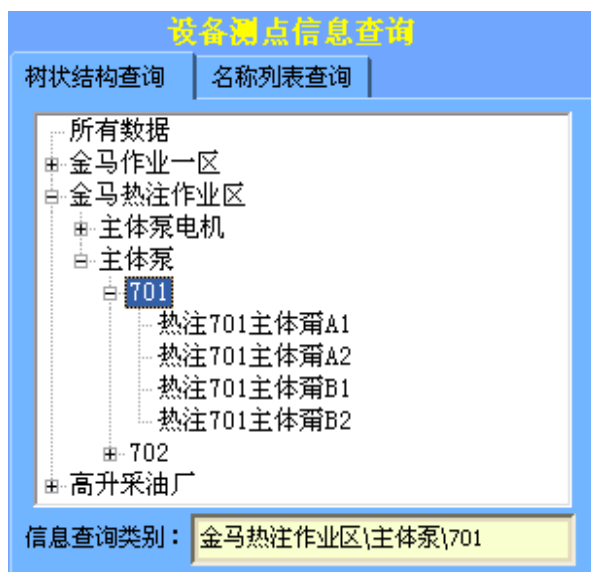 设备测点信息查询
树状结构查询 名称列表查询
所有数据
金马作业一区
金马热注作业区
主体泵电机
主体泵
701
热注701主体甭A1
热注701主体甭A2
热注701主体甭B1
热注701主体甭B2
702
高升采油厂
信息查询类别： 金马热注作业区\主体泵\701